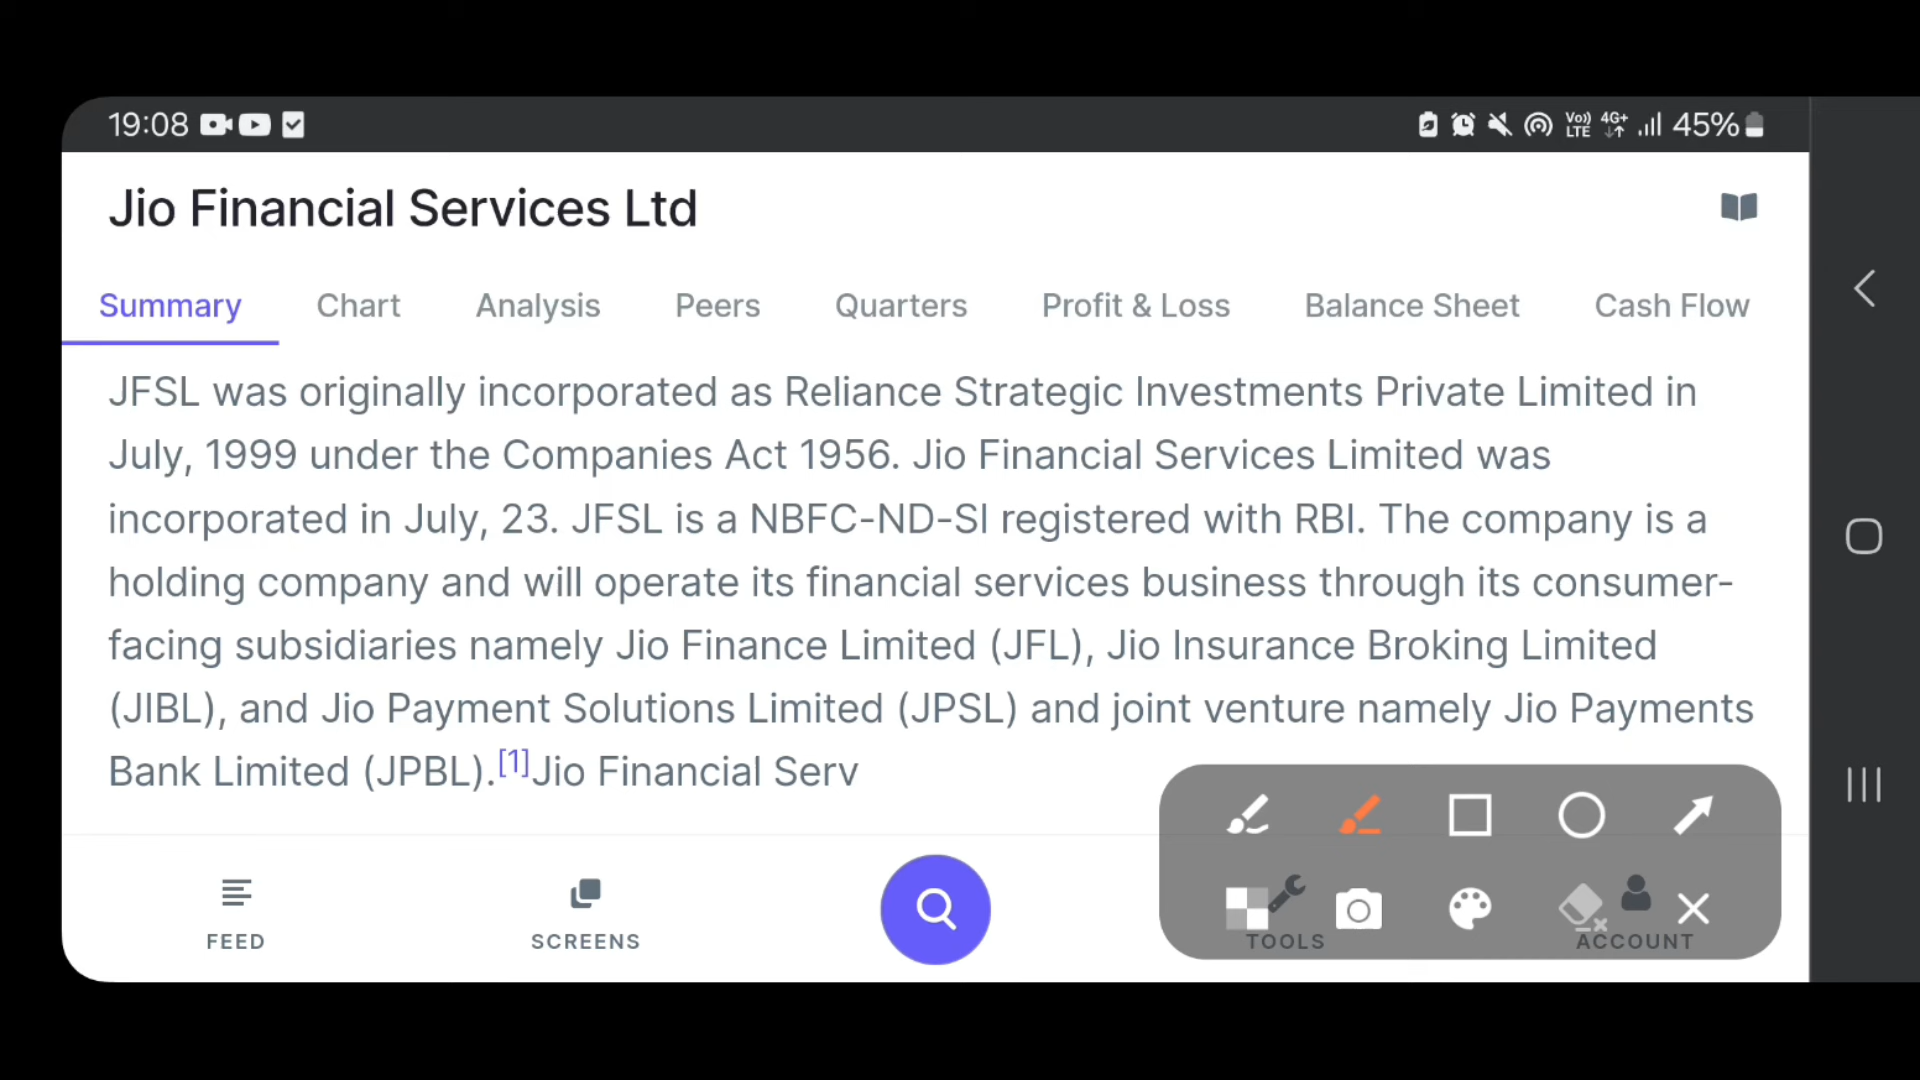 19:08 Vo)) LTE 4G+ 45%
Jio Financial Services Ltd
Summary Chart Analysis Peers Quarters Profit & Loss Balance Sheet Cash Flow
JFSL was originally incorporated as Reliance Strategic Investments Private Limited in
July, 1999 under the Companies Act 1956. Jio Financial Services Limited was
incorporated in July, 23. JFSL is a NBFC-ND-SI registered with RBI. The company is a
holding company and will operate its financial services business through its consumer-
facing subsidiaries namely Jio Finance Limited (JFL), Jio Insurance Broking Limited
(JIBL), and Jio Payment Solutions Limited (JPSL) and joint venture namely Jio Payments
Bank Limited (JPBL).[1]Jio Financial Serv
FEED SCREENS TOOLS ACCOUNT